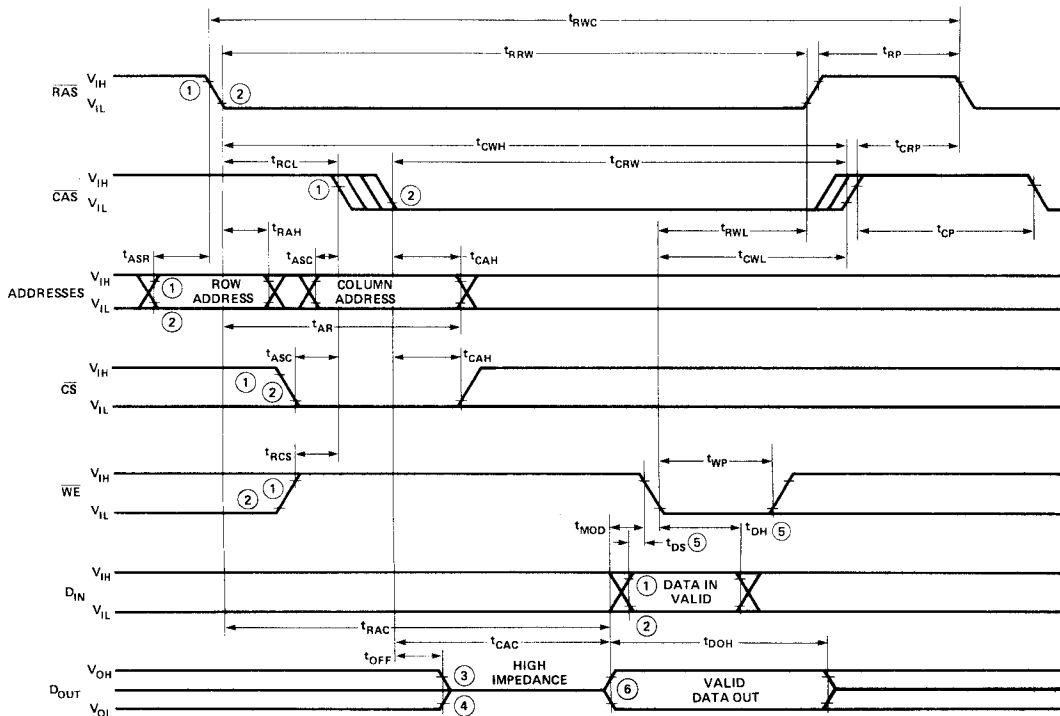 tRWC
tRRW
tRP
RAS
VIH
VIL
1
2
tCWH
tCRP
tRCL
tCRW
CAS
VIH
VIL
1
2
tRWL
tCP
tRAH
tASR
tASC
tCAH
tCWL
ADDRESSES
VIH
VIL
1
2
ROW
ADDRESS
COLUMN
ADDRESS
tAR
tASC
tCAH
CS
VIH
VIL
1
2
tRCS
tWP
WE
VIH
VIL
1
2
tMOD
tDS 5
tDH 5
DIN
VIH
VIL
1
2
DATA IN
VALID
tRAC
tCAC
tDOH
tOFF
DOUT
VOH
VOL
3
4
HIGH
IMPEDANCE
6
VALID
DATA OUT